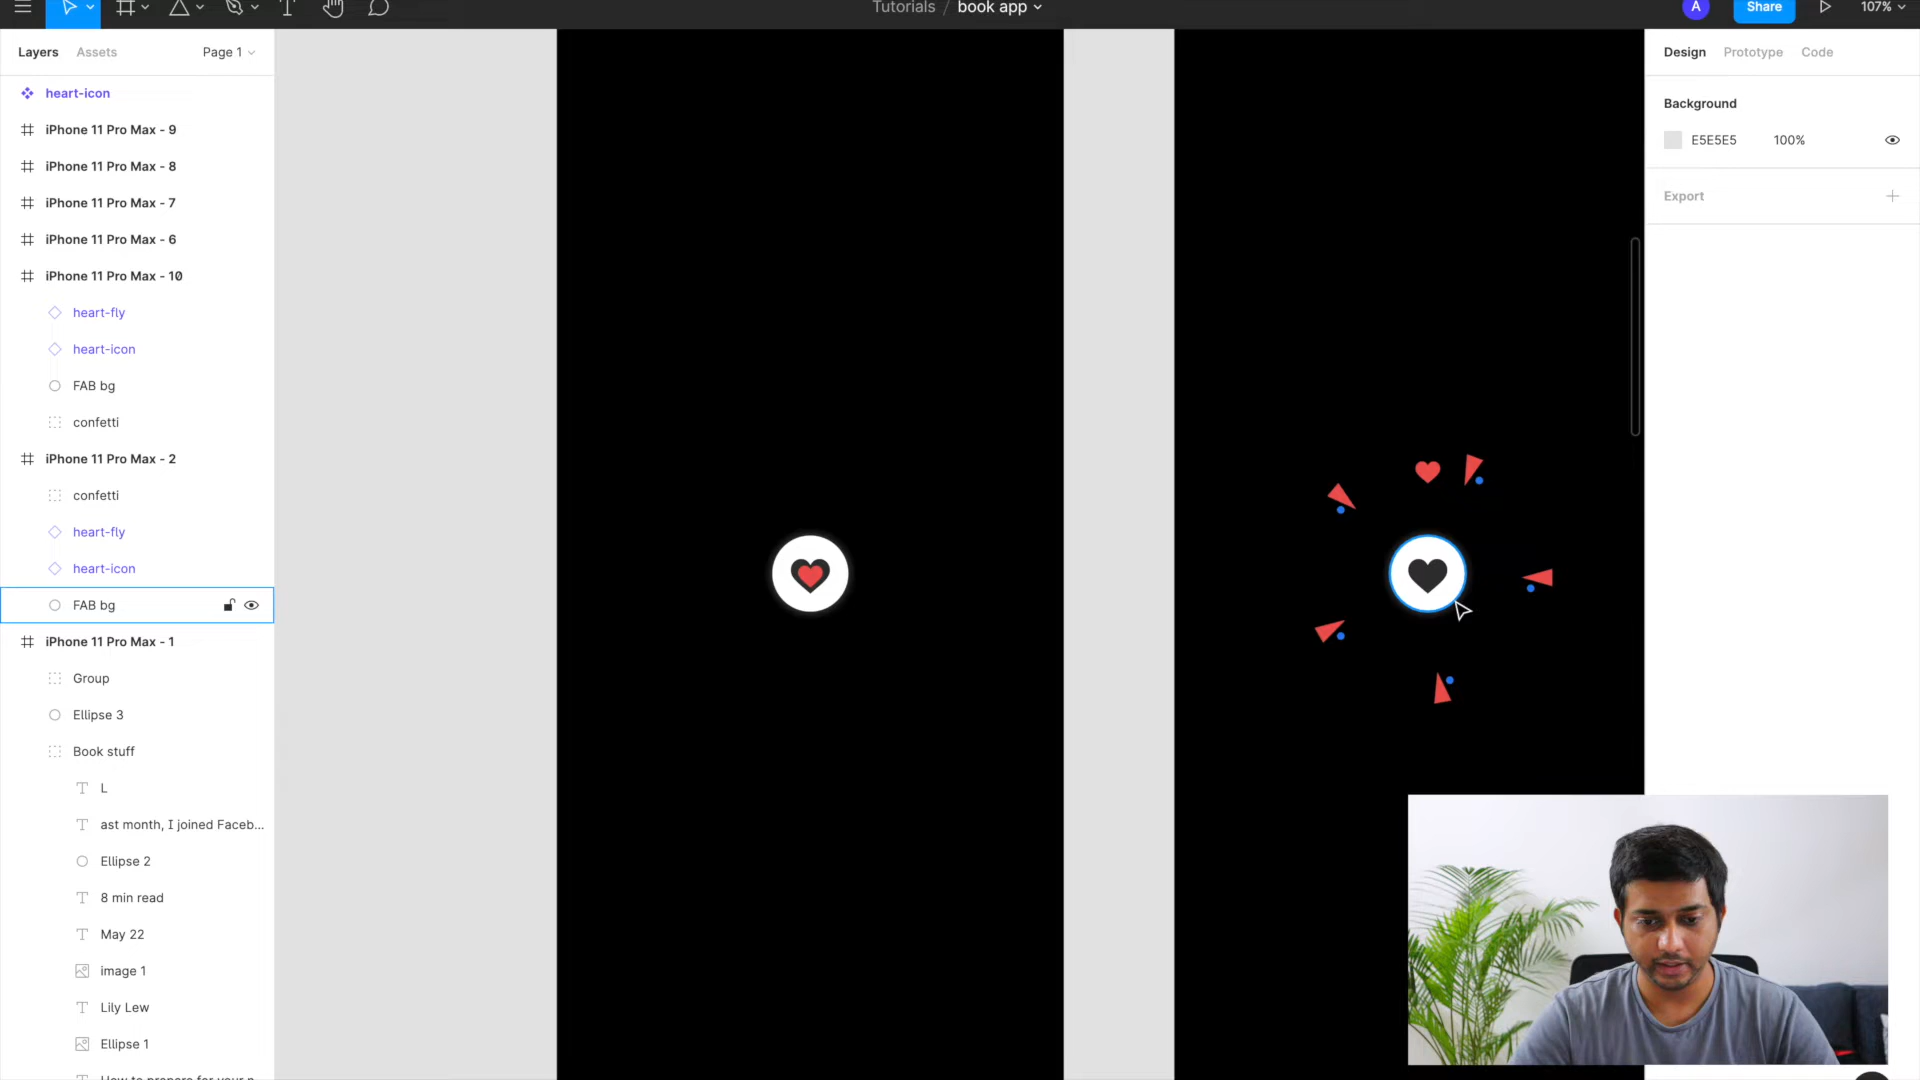 Tutorials / book app
A
Share
107%
Layers
Assets
Page 1
heart-icon
iPhone 11 Pro Max - 9
iPhone 11 Pro Max - 8
iPhone 11 Pro Max - 7
iPhone 11 Pro Max - 6
iPhone 11 Pro Max - 10
heart-fly
heart-icon
FAB bg
confetti
iPhone 11 Pro Max - 2
confetti
heart-fly
heart-icon
FAB bg
iPhone 11 Pro Max - 1
Group
Ellipse 3
Book stuff
L
ast month, I joined Faceb...
Ellipse 2
8 min read
May 22
image 1
Lily Lew
Ellipse 1
Design
Prototype
Code
Background
E5E5E5
100%
Export